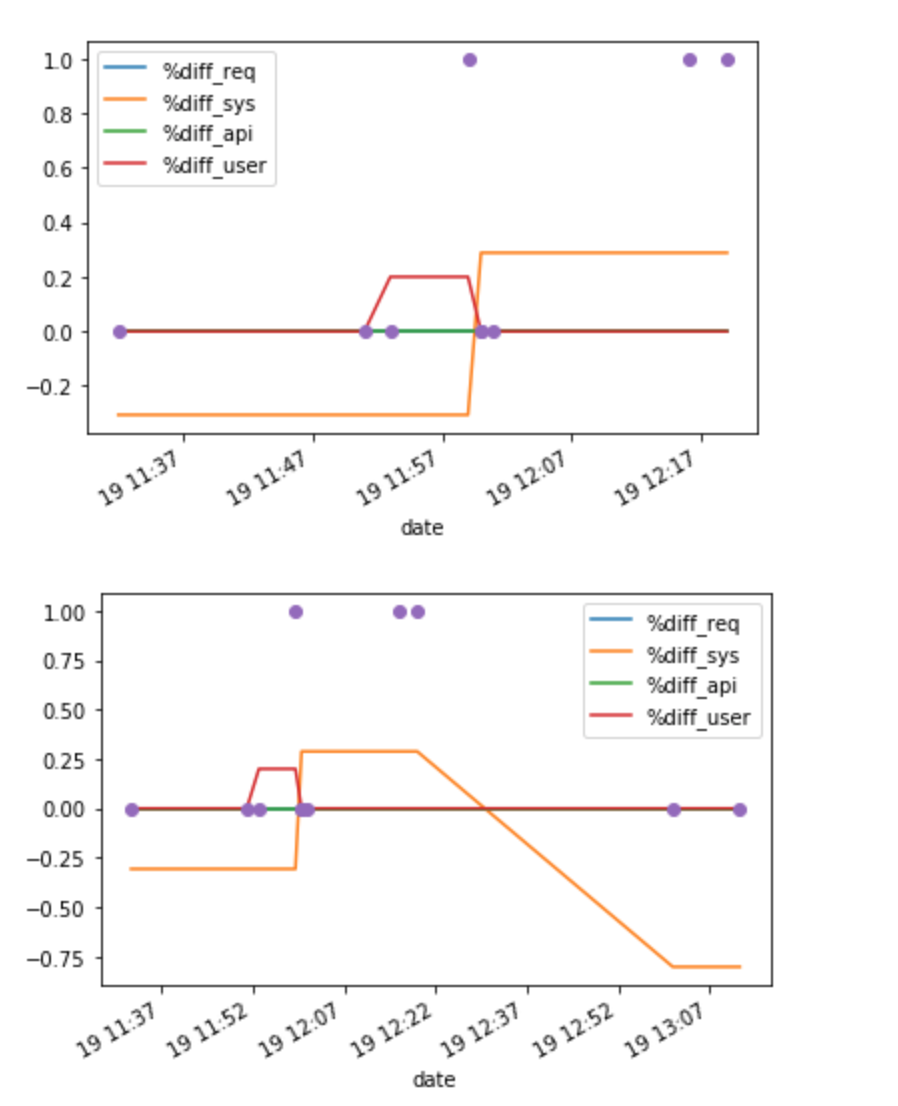 1.0
0.8
0.6
0.4
0.2
0.0
−0.2
%diff_req
%diff_sys
%diff_api
%diff_user
19 11:37
19 11:47
19 11:57
19 12:07
19 12:17
date
1.00
0.75
0.50
0.25
0.00
−0.25
−0.50
−0.75
%diff_req
%diff_sys
%diff_api
%diff_user
19 11:37
19 11:52
19 12:07
19 12:22
19 12:37
19 12:52
19 13:07
date